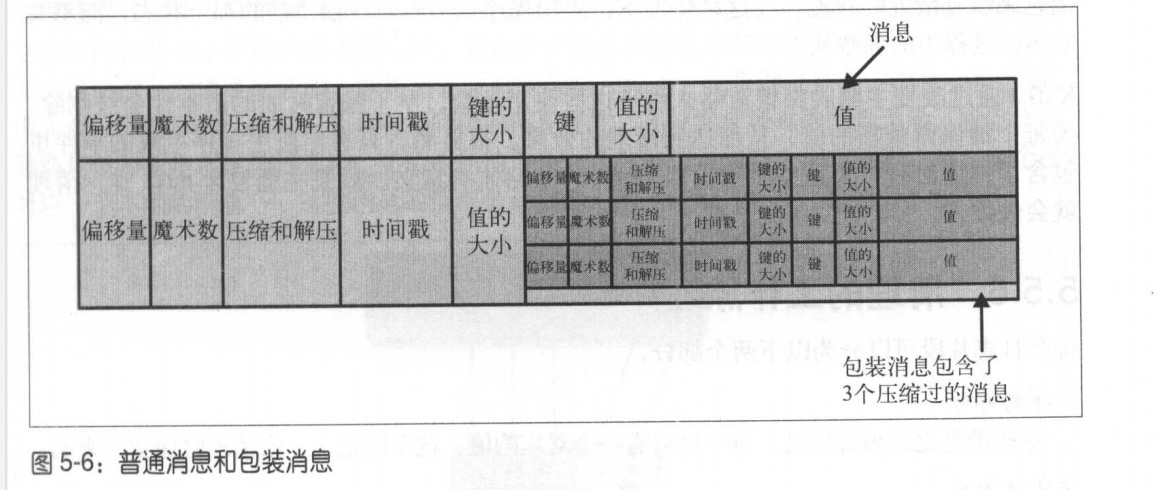 消息
偏移量 魔术数 压缩和解压 时间戳 键的大小 键 值的大小 值
偏移量 魔术数 压缩和解压 时间戳 值的大小
偏移量 魔术数 压缩和解压 时间戳 键的大小 键 值的大小 值
偏移量 魔术数 压缩和解压 时间戳 键的大小 键 值的大小 值
偏移量 魔术数 压缩和解压 时间戳 键的大小 键 值的大小 值
包装消息包含了
3个压缩过的消息
图 5-6：普通消息和包装消息